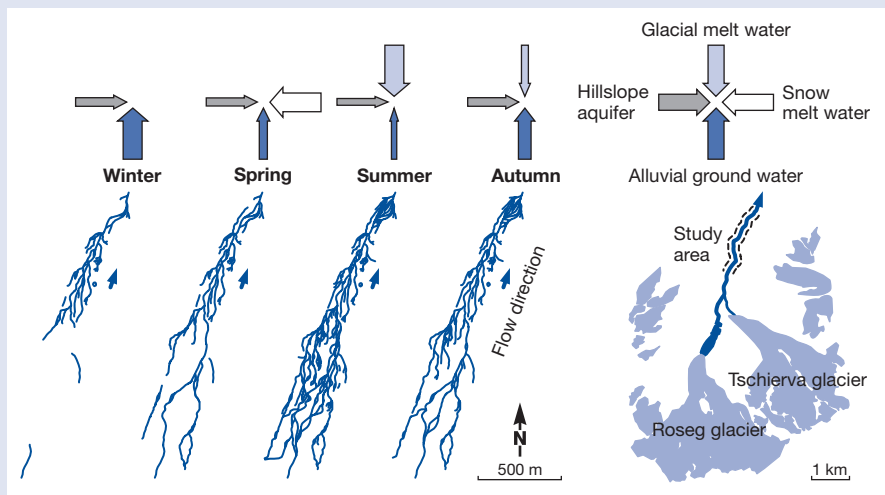 Glacial melt water
Hillslope
aquifer
Snow
melt water
Winter
Spring
Summer
Autumn
Alluvial ground water
Study
area
Flow direction
Tschierva glacier
Roseg glacier
N
500 m
1 km